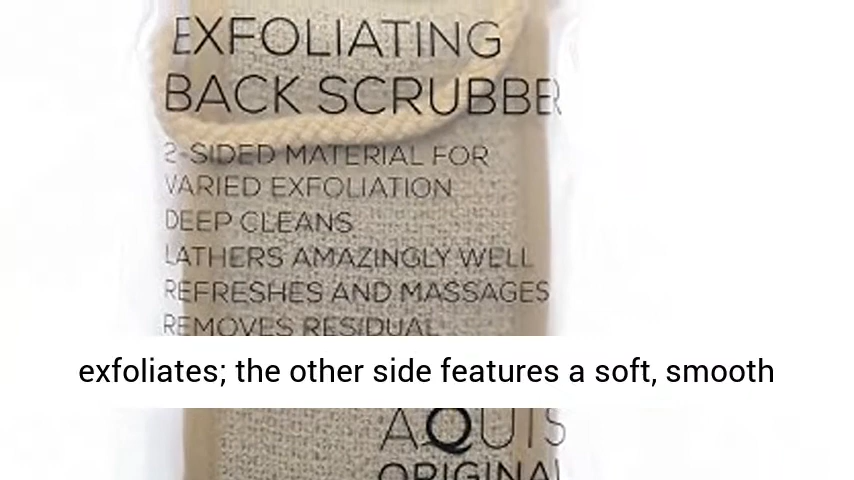 EXFOLIATING
BACK SCRUBBER
2-SIDED MATERIAL FOR
VARIED EXFOLIATION
DEEP CLEANS
LATHERS AMAZINGLY WELL
REFRESHES AND MASSAGES
REMOVES RESIDUAL
exfoliates; the other side features a soft, smooth
AQUIS
ORIGINAL